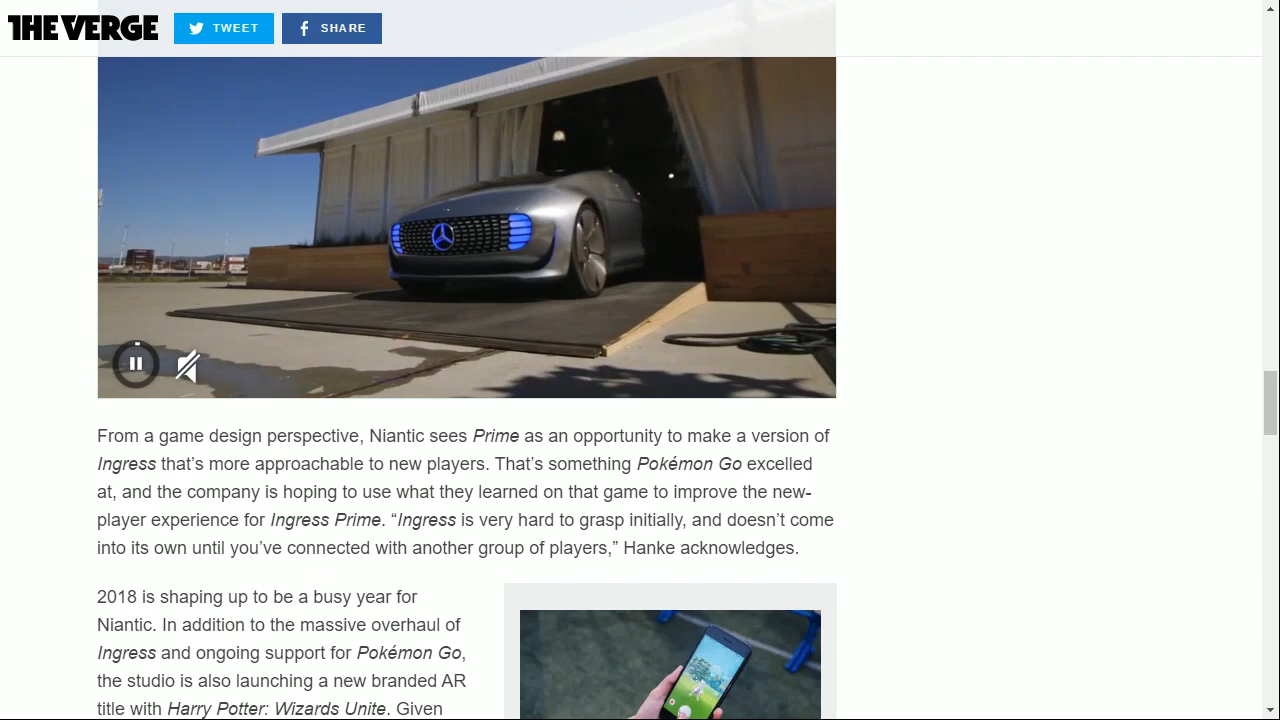 THE VERGE
TWEET
SHARE
From a game design perspective, Niantic sees Prime as an opportunity to make a version of
Ingress that’s more approachable to new players. That’s something Pokémon Go excelled
at, and the company is hoping to use what they learned on that game to improve the new-
player experience for Ingress Prime. “Ingress is very hard to grasp initially, and doesn’t come
into its own until you’ve connected with another group of players,” Hanke acknowledges.
2018 is shaping up to be a busy year for
Niantic. In addition to the massive overhaul of
Ingress and ongoing support for Pokémon Go,
the studio is also launching a new branded AR
title with Harry Potter: Wizards Unite. Given